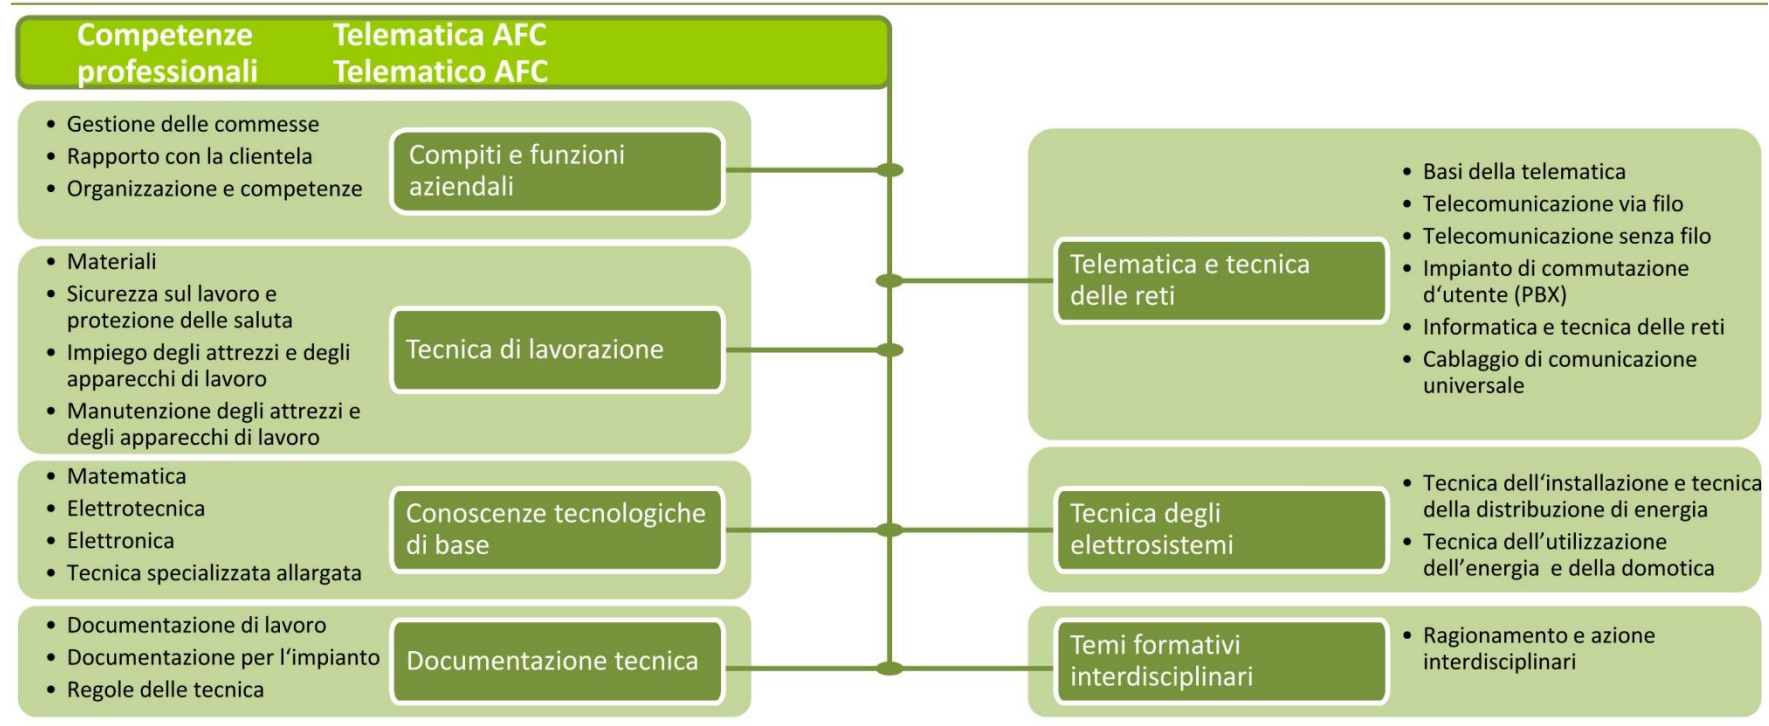 Competenze professionali
Telematica AFC
Telematico AFC
• Gestione delle commesse
• Rapporto con la clientela
• Organizzazione e competenze
Compiti e funzioni
aziendali
• Materiali
• Sicurezza sul lavoro e
protezione delle saluta
• Impiego degli attrezzi e degli
apparecchi di lavoro
• Manutenzione degli attrezzi e
degli apparecchi di lavoro
Tecnica di lavorazione
• Matematica
• Elettrotecnica
• Elettronica
• Tecnica specializzata allargata
Conoscenze tecnologiche
di base
• Documentazione di lavoro
• Documentazione per l‘impianto
• Regole delle tecnica
Documentazione tecnica
Telematica e tecnica
delle reti
• Basi della telematica
• Telecomunicazione via filo
• Telecomunicazione senza filo
• Impianto di commutazione
d‘utente (PBX)
• Informatica e tecnica delle reti
• Cablaggio di comunicazione
universale
Tecnica degli
elettrosistemi
• Tecnica dell‘installazione e tecnica
della distribuzione di energia
• Tecnica dell’utilizzazione
dell’energia e della domotica
Temi formativi
interdisciplinari
• Ragionamento e azione
interdisciplinari